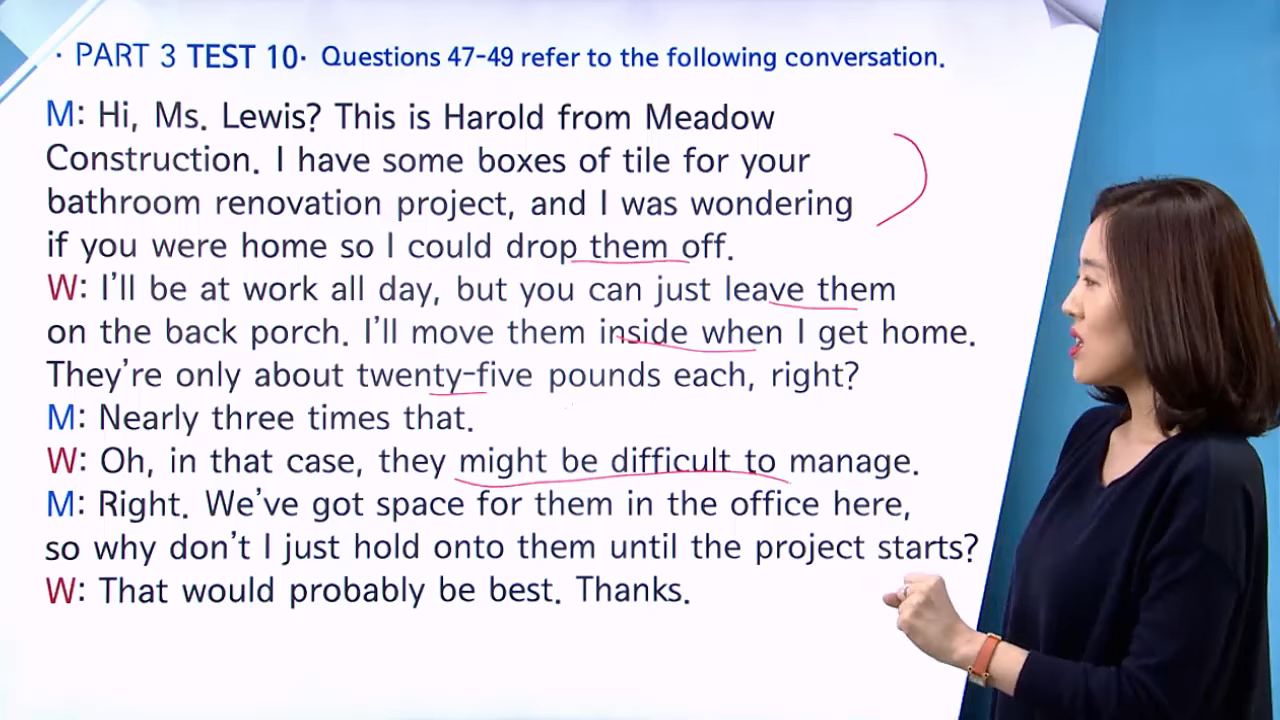 · PART 3 TEST 10· Questions 47-49 refer to the following conversation.
M: Hi, Ms. Lewis? This is Harold from Meadow
Construction. I have some boxes of tile for your
bathroom renovation project, and I was wondering
if you were home so I could drop them off.
W: I'll be at work all day, but you can just leave them
on the back porch. I'll move them inside when I get home.
They're only about twenty-five pounds each, right?
M: Nearly three times that.
W: Oh, in that case, they might be difficult to manage.
M: Right. We've got space for them in the office here,
so why don't I just hold onto them until the project starts?
W: That would probably be best. Thanks.